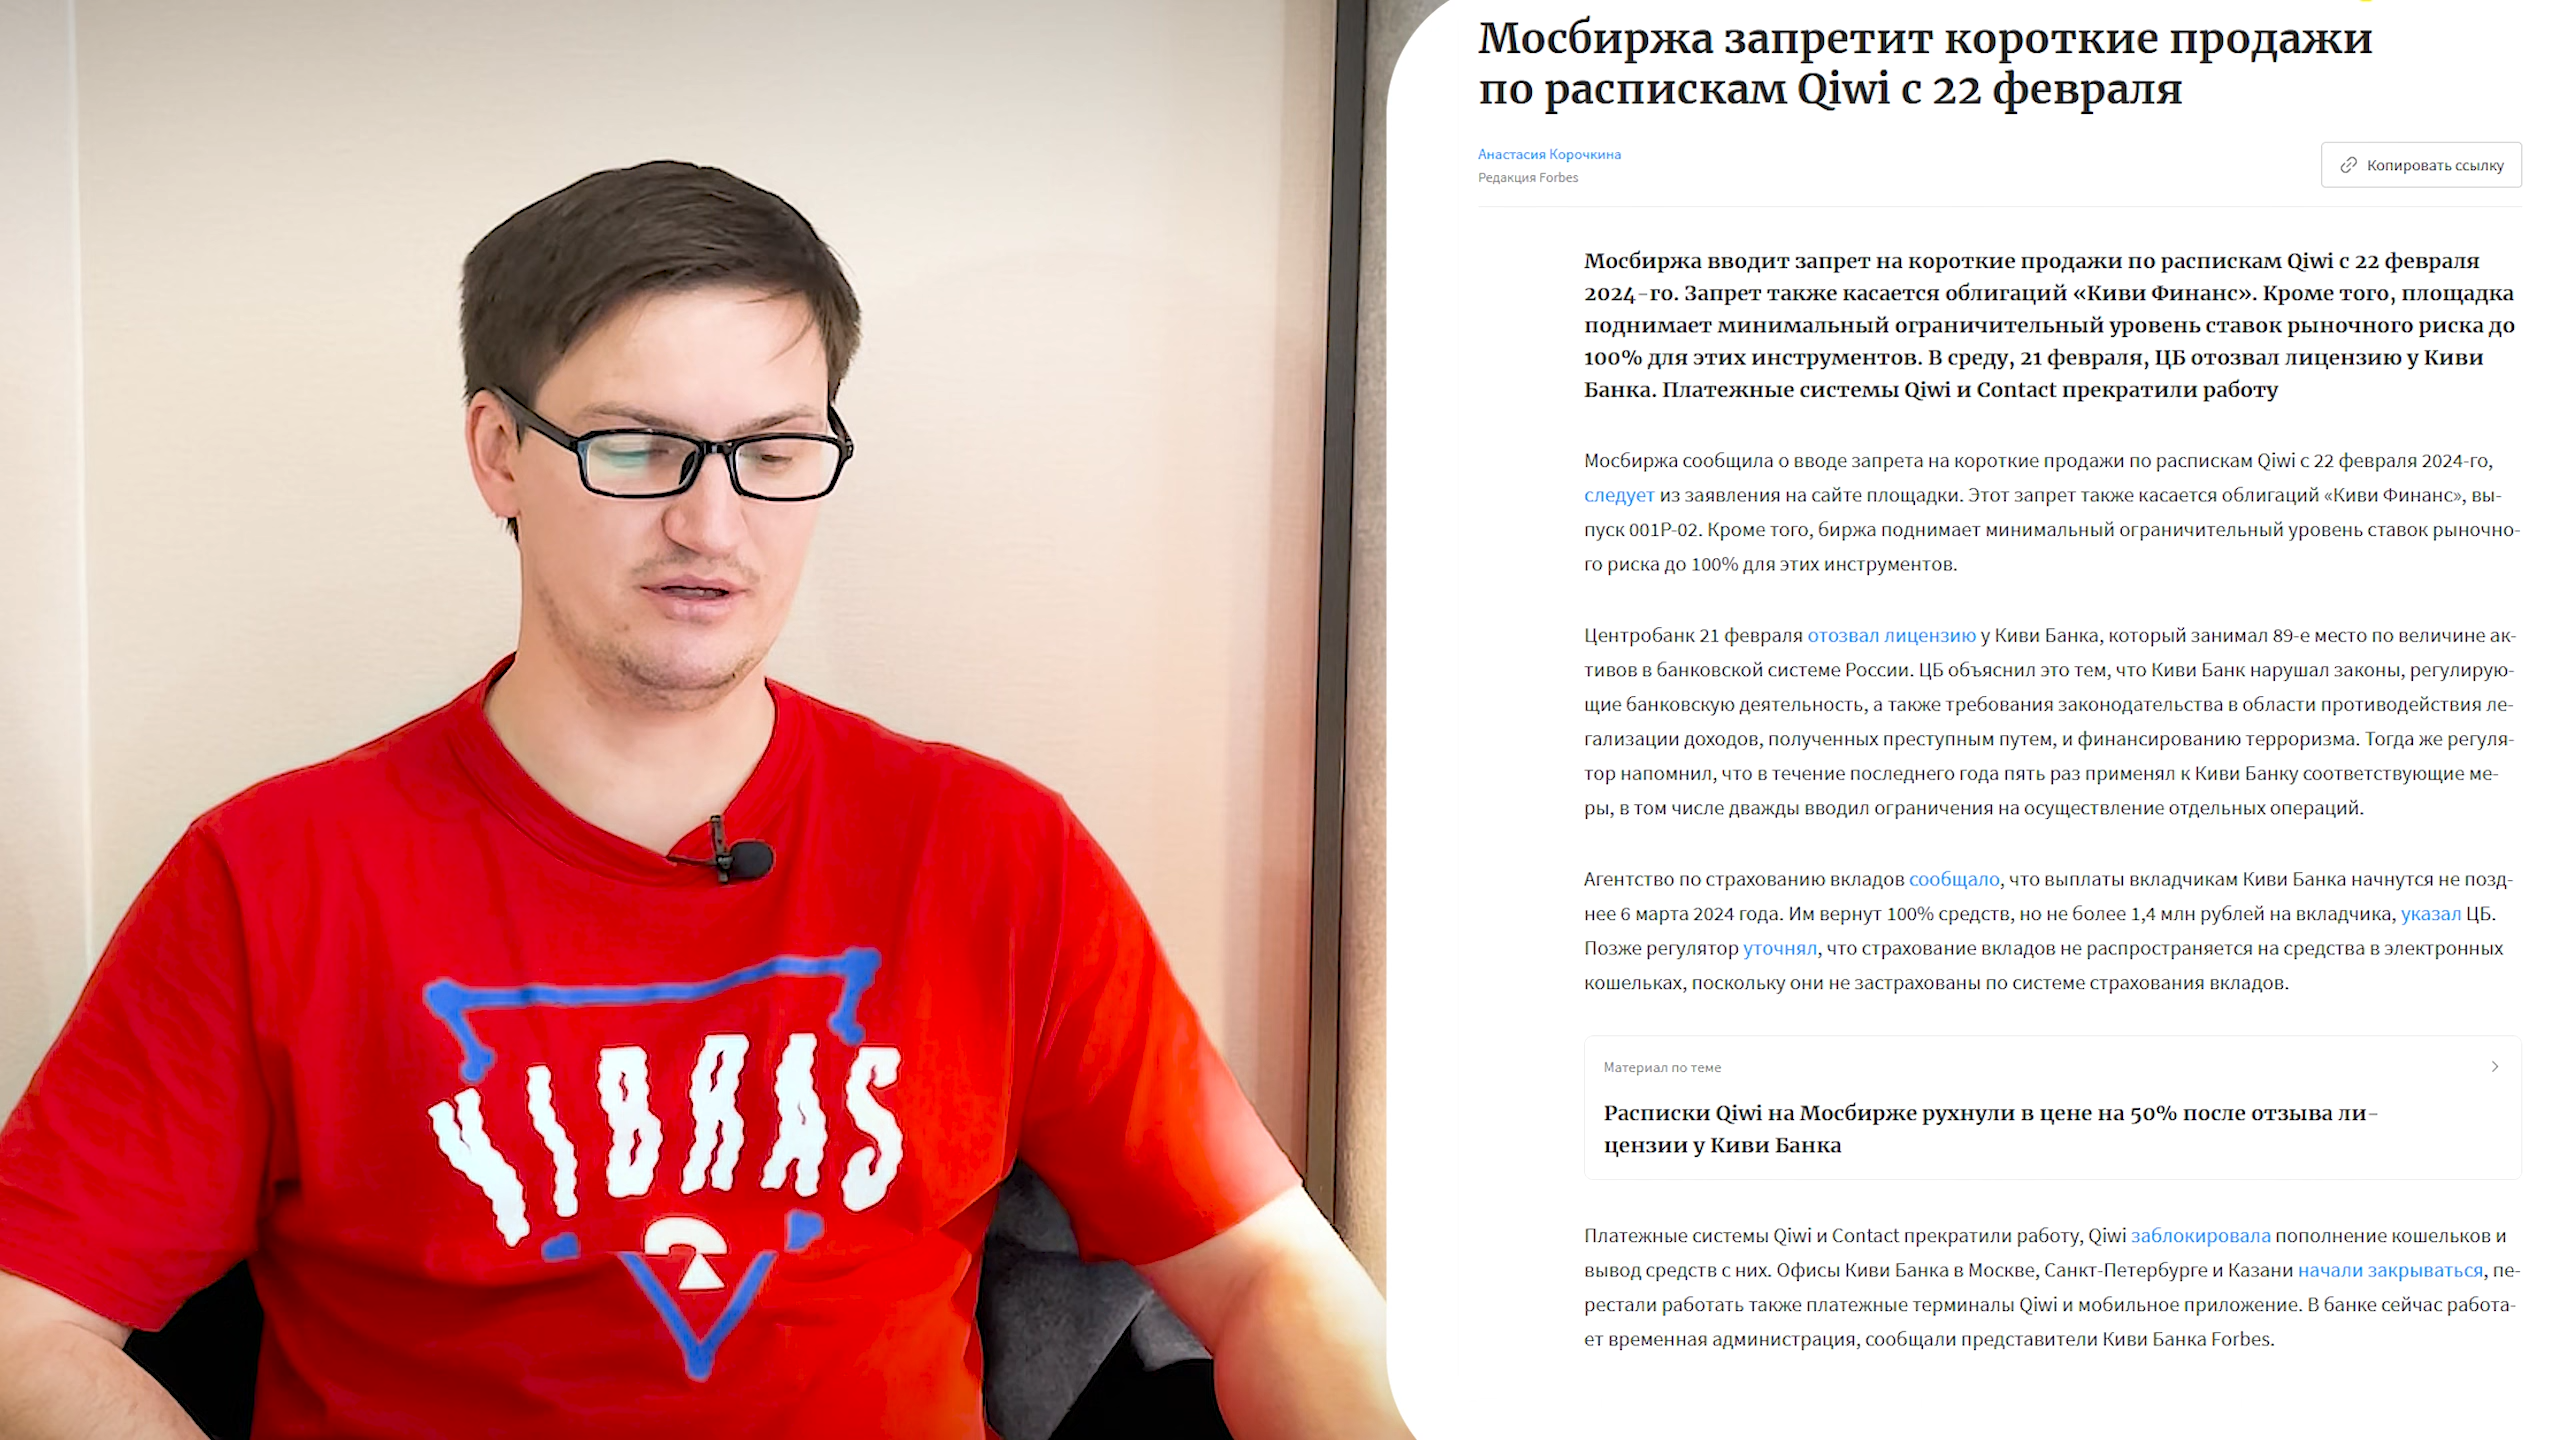 VIBRAS
Мосбиржа запретит короткие продажи
по распискам Qiwi с 22 февраля
Анастасия Корочкина
Редакция Forbes
Копировать ссылку
Мосбиржа вводит запрет на короткие продажи по распискам Qiwi с 22 февраля
2024-го. Запрет также касается облигаций «Киви Финанс». Кроме того, площадка
поднимает минимальный ограничительный уровень ставок рыночного риска до
100% для этих инструментов. В среду, 21 февраля, ЦБ отозвал лицензию у Киви
Банка. Платежные системы Qiwi и Contact прекратили работу
Мосбиржа сообщила о вводе запрета на короткие продажи по распискам Qiwi с 22 февраля 2024-го,
следует из заявления на сайте площадки. Этот запрет также касается облигаций «Киви Финанс», вы-
пуск 001P-02. Кроме того, биржа поднимает минимальный ограничительный уровень ставок рыночно-
го риска до 100% для этих инструментов.
Центробанк 21 февраля отозвал лицензию у Киви Банка, который занимал 89-е место по величине ак-
тивов в банковской системе России. ЦБ объяснил это тем, что Киви Банк нарушал законы, регулирую-
щие банковскую деятельность, а также требования законодательства в области противодействия ле-
гализации доходов, полученных преступным путем, и финансированию терроризма. Тогда же регуля-
тор напомнил, что в течение последнего года пять раз применял к Киви Банку соответствующие ме-
ры, в том числе дважды вводил ограничения на осуществление отдельных операций.
Агентство по страхованию вкладов сообщало, что выплаты вкладчикам Киви Банка начнутся не позд-
нее 6 марта 2024 года. Им вернут 100% средств, но не более 1,4 млн рублей на вкладчика, указал ЦБ.
Позже регулятор уточнял, что страхование вкладов не распространяется на средства в электронных
кошельках, поскольку они не застрахованы по системе страхования вкладов.
Материал по теме
Расписки Qiwi на Мосбирже рухнули в цене на 50% после отзыва ли-
цензии у Киви Банка
Платежные системы Qiwi и Contact прекратили работу, Qiwi заблокировала пополнение кошельков и
вывод средств с них. Офисы Киви Банка в Москве, Санкт-Петербурге и Казани начали закрываться, пе-
рестали работать также платежные терминалы Qiwi и мобильное приложение. В банке сейчас работа-
ет временная администрация, сообщали представители Киви Банка Forbes.